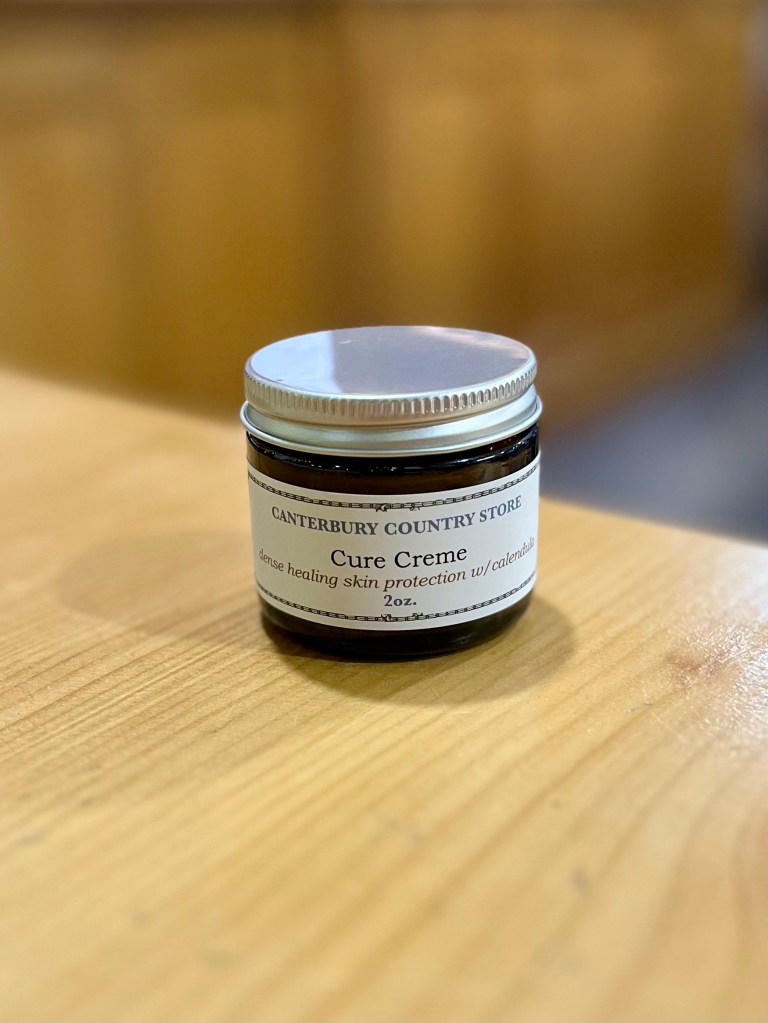 CANTERBURY COUNTRY STORE
Cure Creme
dense healing skin protection w/calendula
2oz.